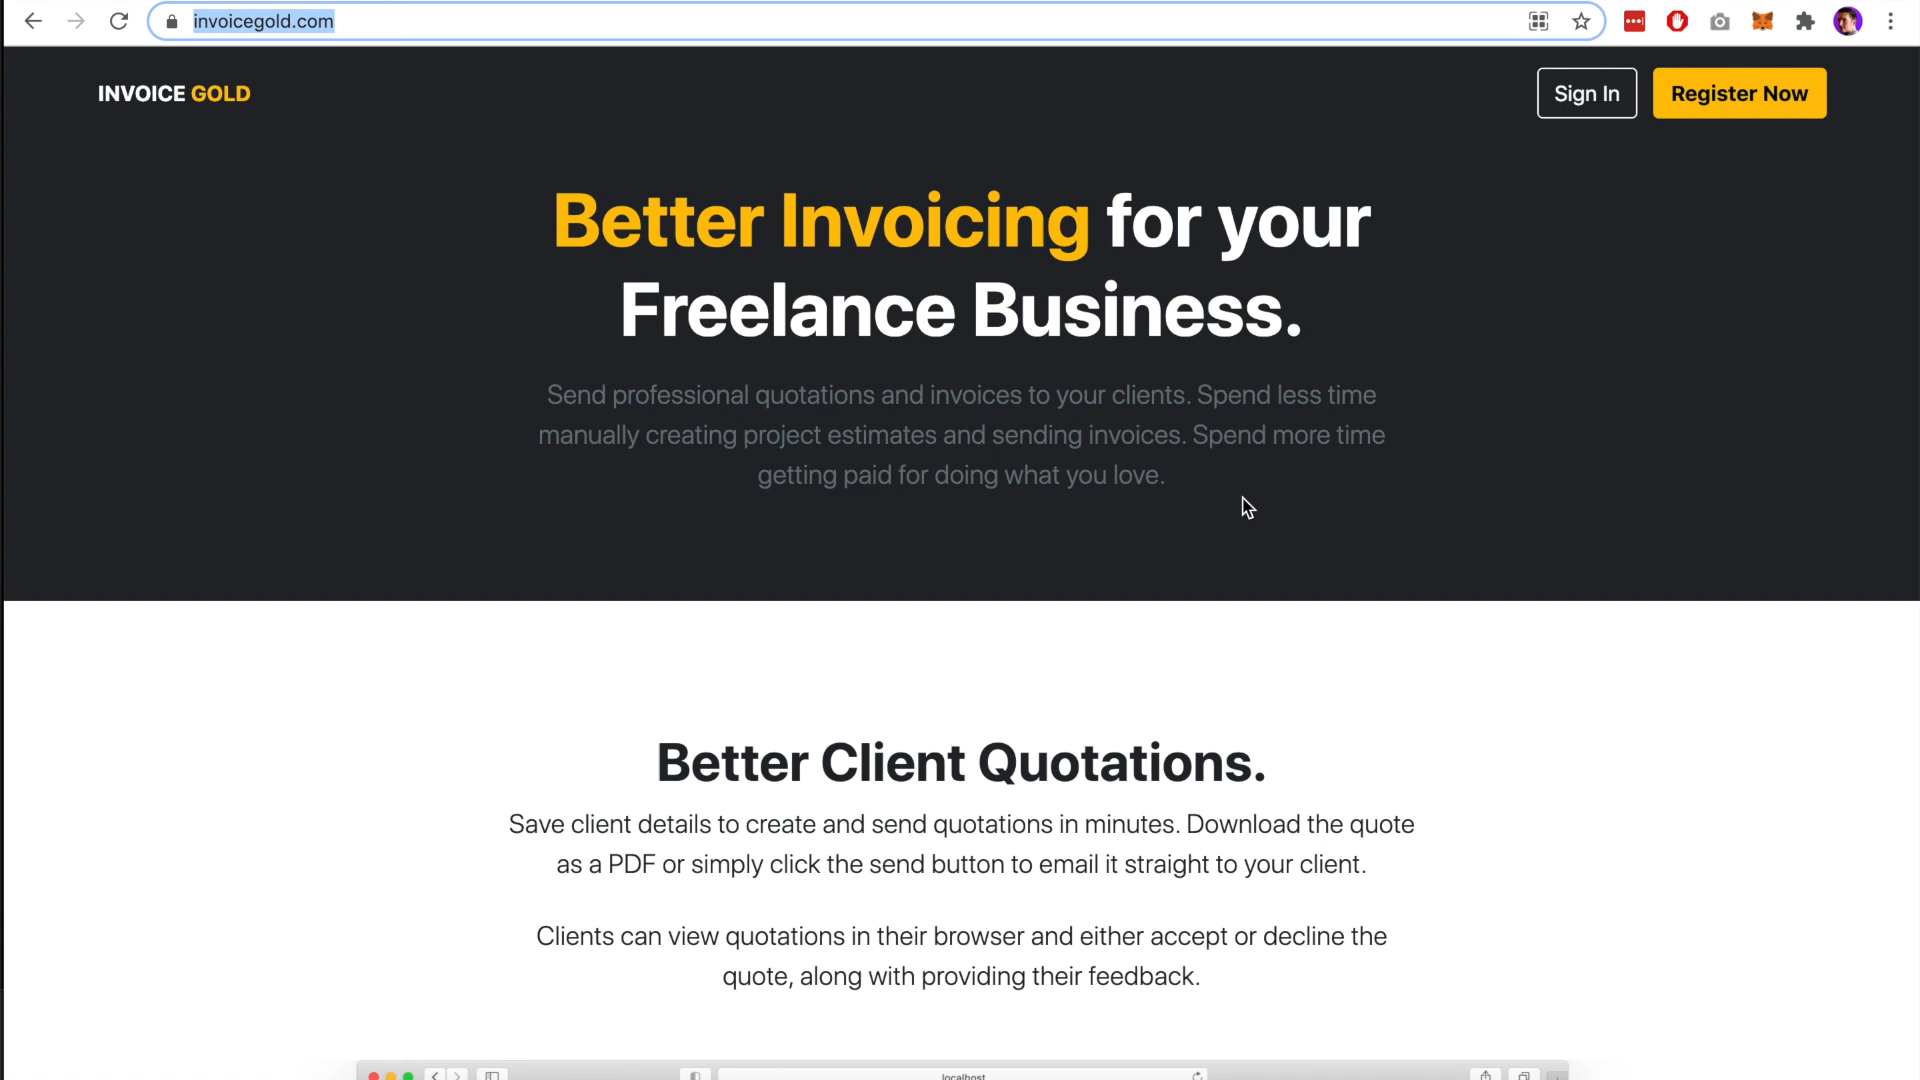 invoicegold.com
INVOICE GOLD
Sign In
Register Now
Better Invoicing for your
Freelance Business.
Send professional quotations and invoices to your clients. Spend less time
manually creating project estimates and sending invoices. Spend more time
getting paid for doing what you love.
Better Client Quotations.
Save client details to create and send quotations in minutes. Download the quote
as a PDF or simply click the send button to email it straight to your client.
Clients can view quotations in their browser and either accept or decline the
quote, along with providing their feedback.
localhost